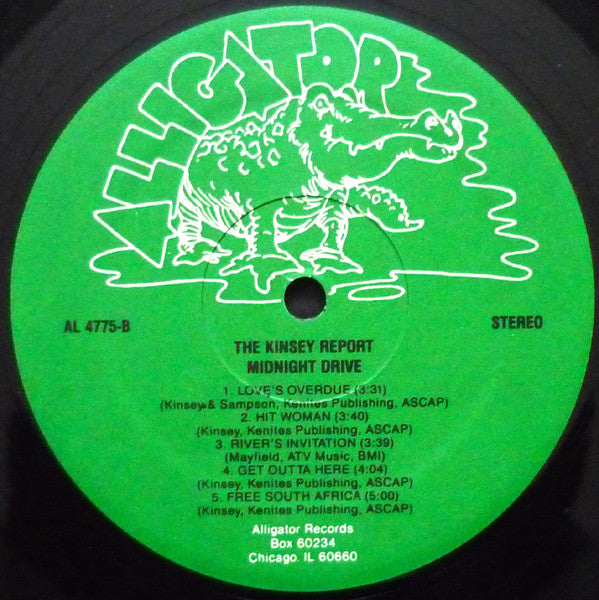 ALLIGATOR
AL 4775-B
STEREO
THE KINSEY REPORT
MIDNIGHT DRIVE
1. LOVE'S OVERDUE (3:31)
(Kinsey & Sampson, Kenites Publishing, ASCAP)
2. HIT WOMAN (3:40)
(Kinsey, Kenites Publishing, ASCAP)
3. RIVER'S INVITATION (3:39)
(Mayfield, ATV Music, BMI)
4. GET OUTTA HERE (4:04)
(Kinsey, Kenites Publishing, ASCAP)
5. FREE SOUTH AFRICA (5:00)
(Kinsey, Kenites Publishing, ASCAP)
Alligator Records
Box 60234
Chicago, IL 60660